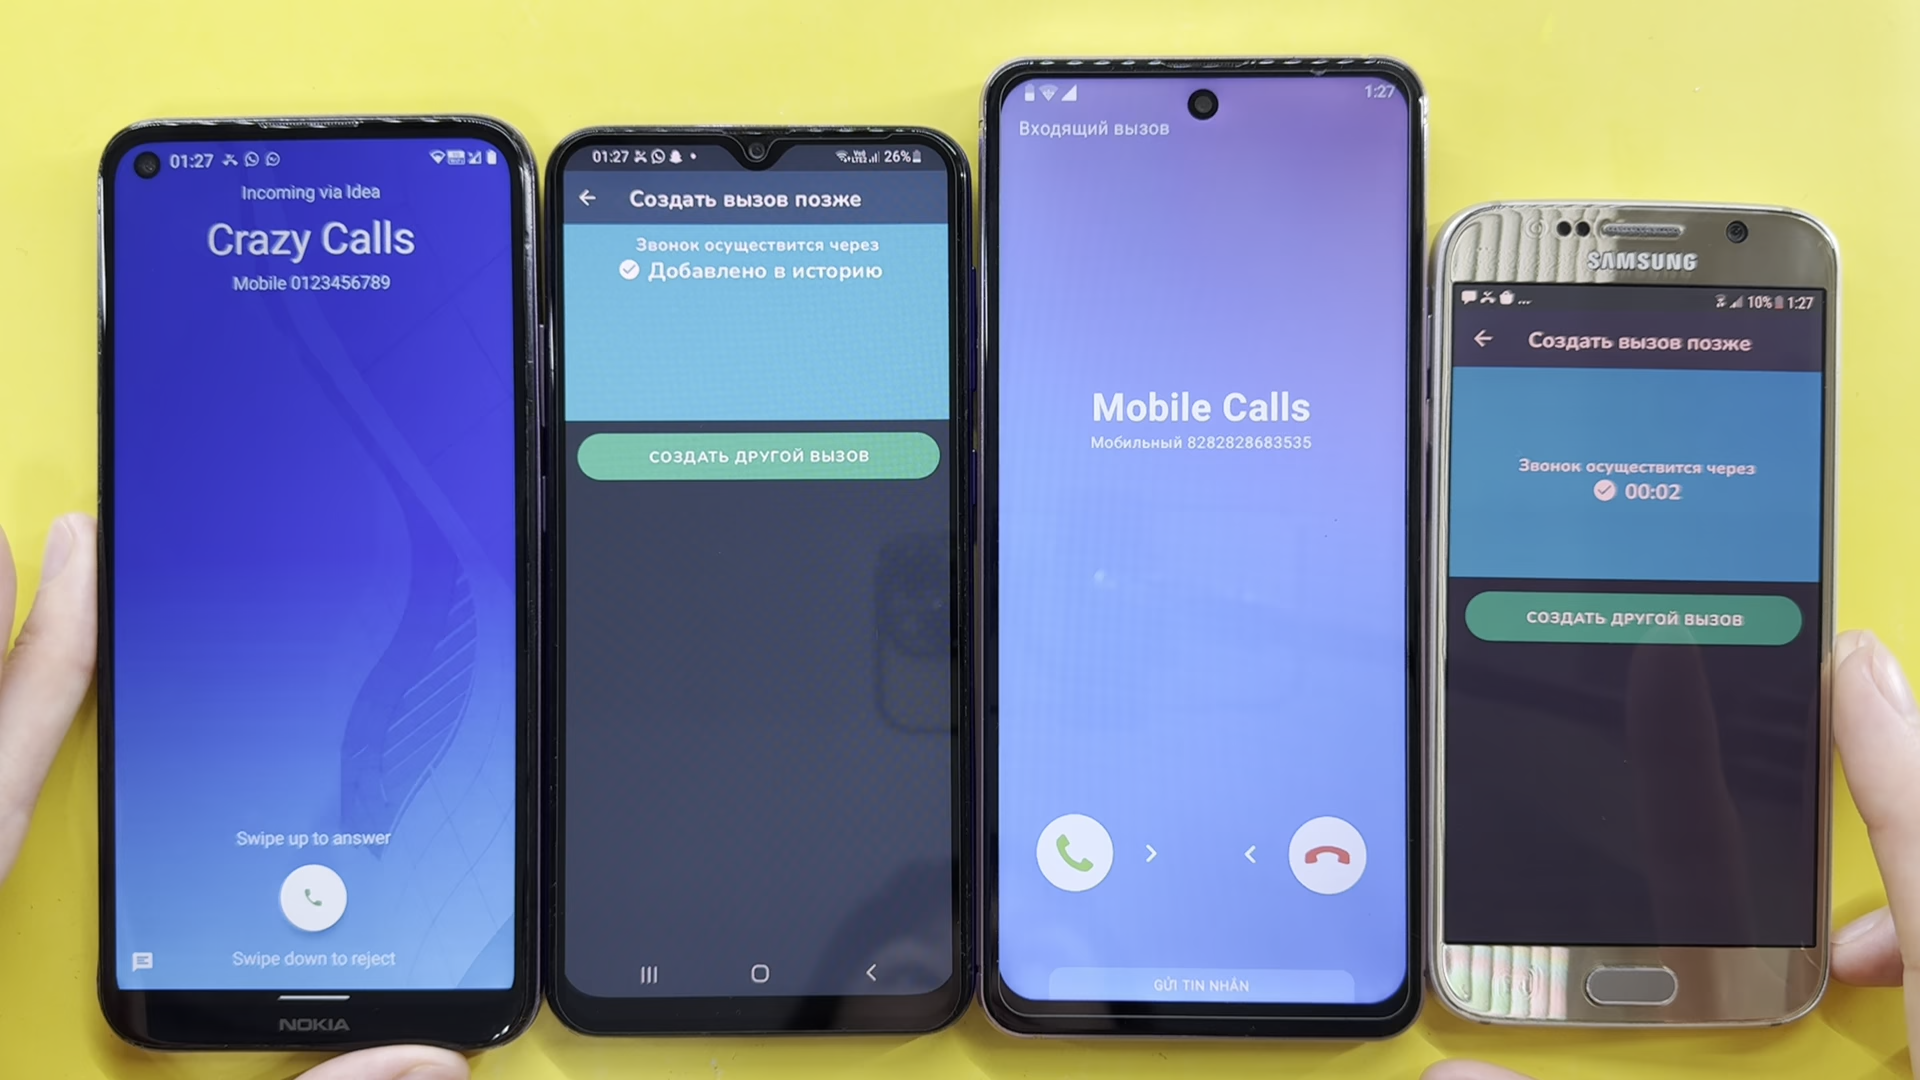 01:27
Incoming via Idea
Crazy Calls
Mobile 0123456789
Swipe up to answer
Swipe down to reject
NOKIA
01:27
26%
Создать вызов позже
Звонок осуществится через
Добавлено в историю
СОЗДАТЬ ДРУГОЙ ВЫЗОВ
1:27
Входящий вызов
Mobile Calls
Мобильный 8282828683535
GỬI TIN NHẮN
SAMSUNG
10% 1:27
Создать вызов позже
Звонок осуществится через
00:02
СОЗДАТЬ ДРУГОЙ ВЫЗОВ